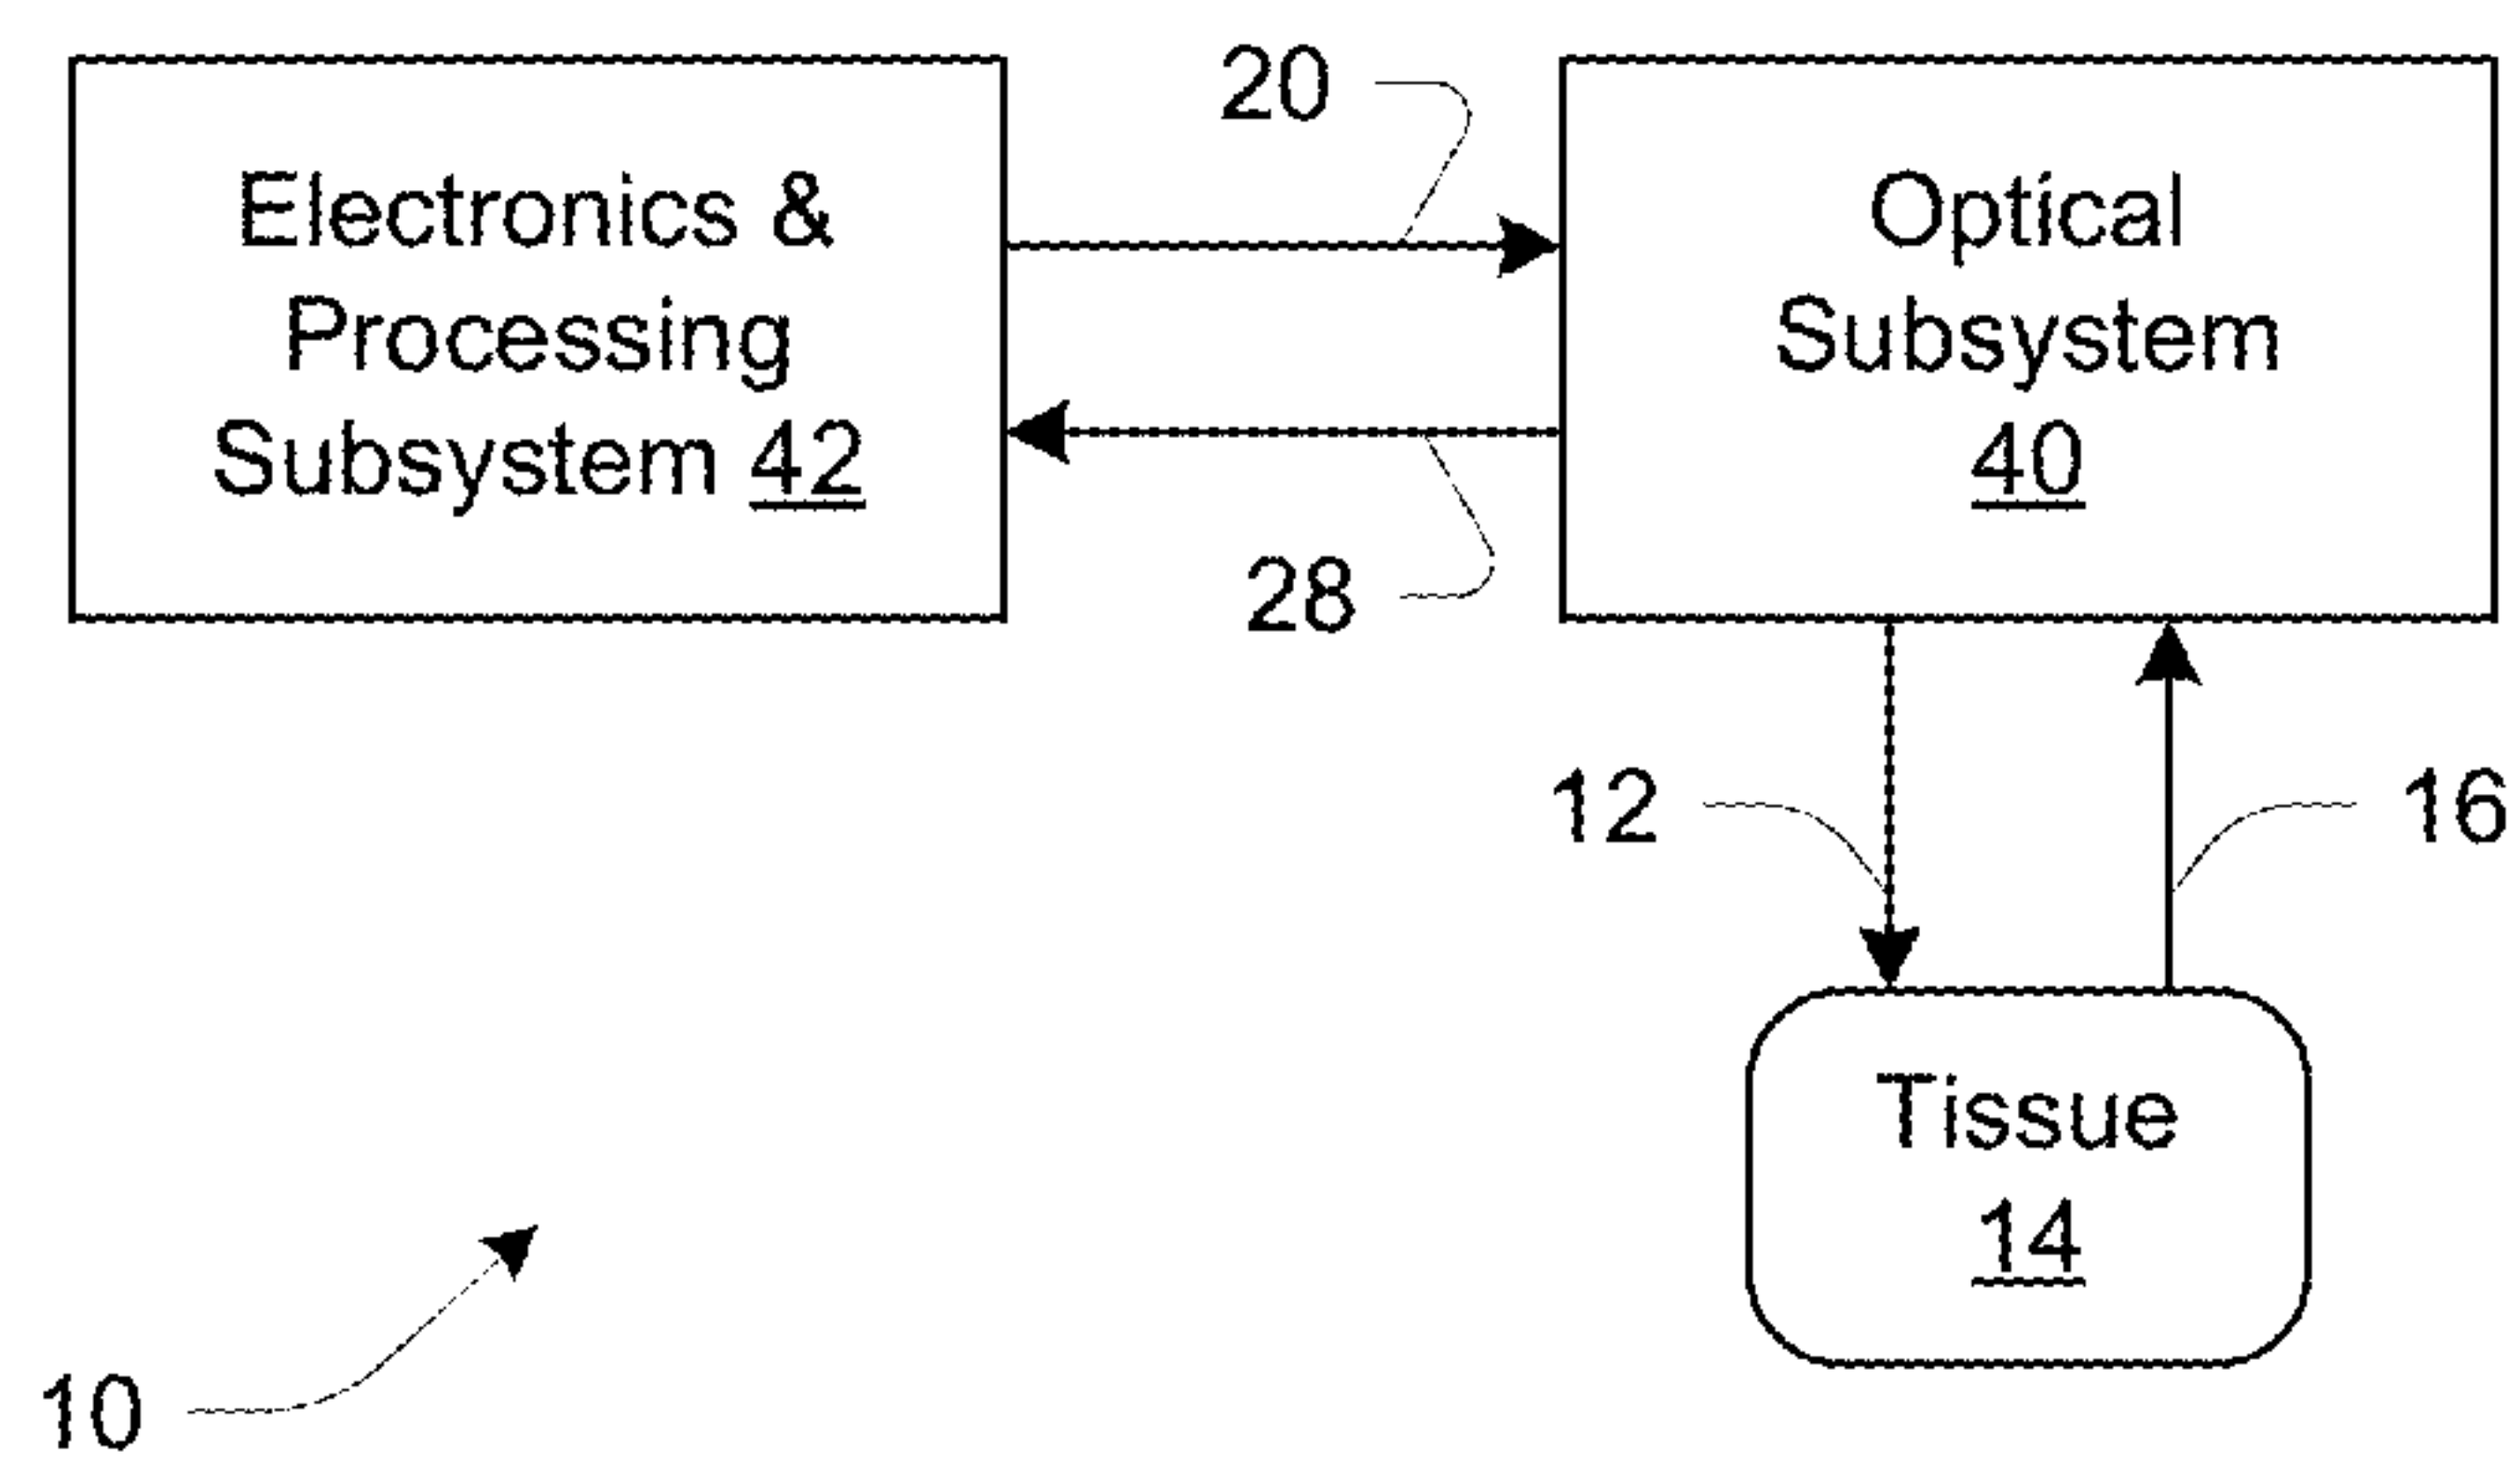 20
Electronics &
Processing
Subsystem 42
Optical
Subsystem
40
28
12
16
Tissue
14
10